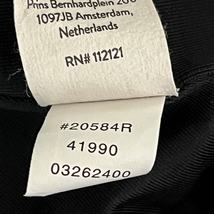 Prins Bernhardplein 200
1097JB Amsterdam,
Netherlands
RN# 112121
#20584R
41990
03262400